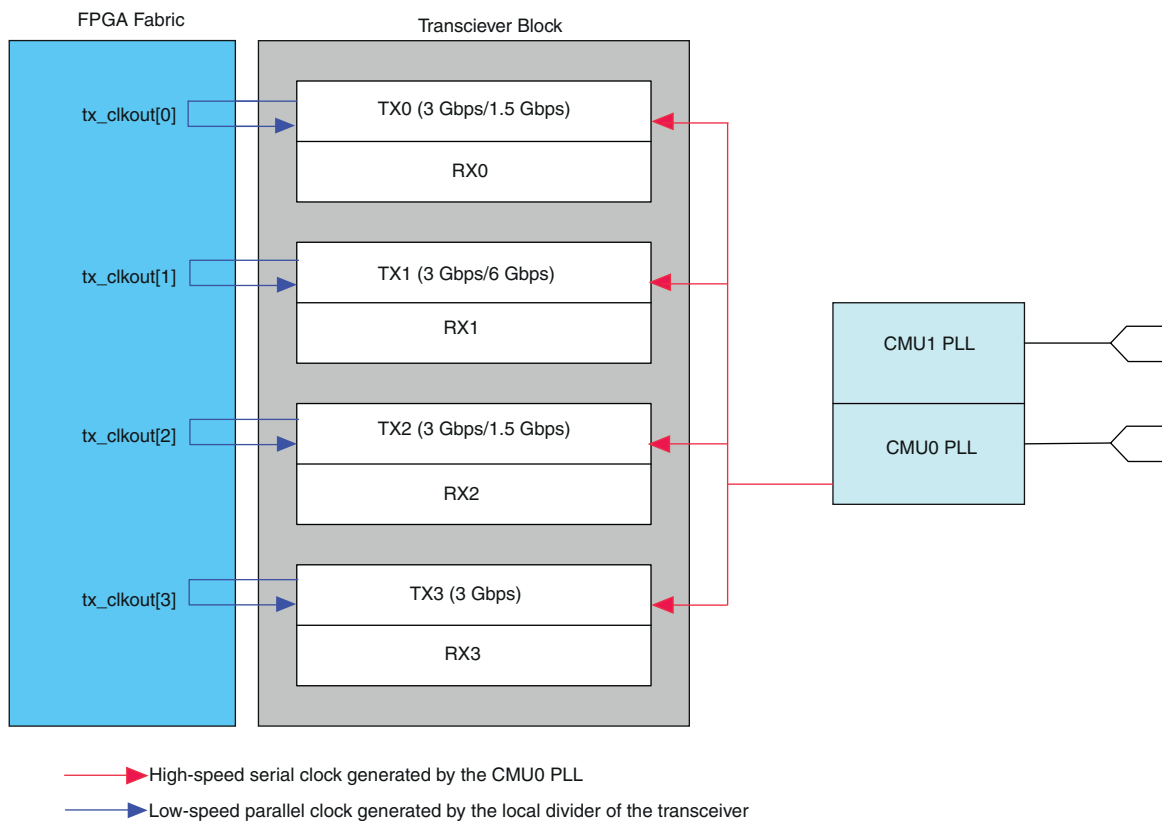 FPGA Fabric
Transciever Block
tx_clkout[0]
TX0 (3 Gbps/1.5 Gbps)
RX0
tx_clkout[1]
TX1 (3 Gbps/6 Gbps)
RX1
CMU1 PLL
tx_clkout[2]
TX2 (3 Gbps/1.5 Gbps)
CMU0 PLL
RX2
tx_clkout[3]
TX3 (3 Gbps)
RX3
High-speed serial clock generated by the CMU0 PLL
Low-speed parallel clock generated by the local divider of the transceiver